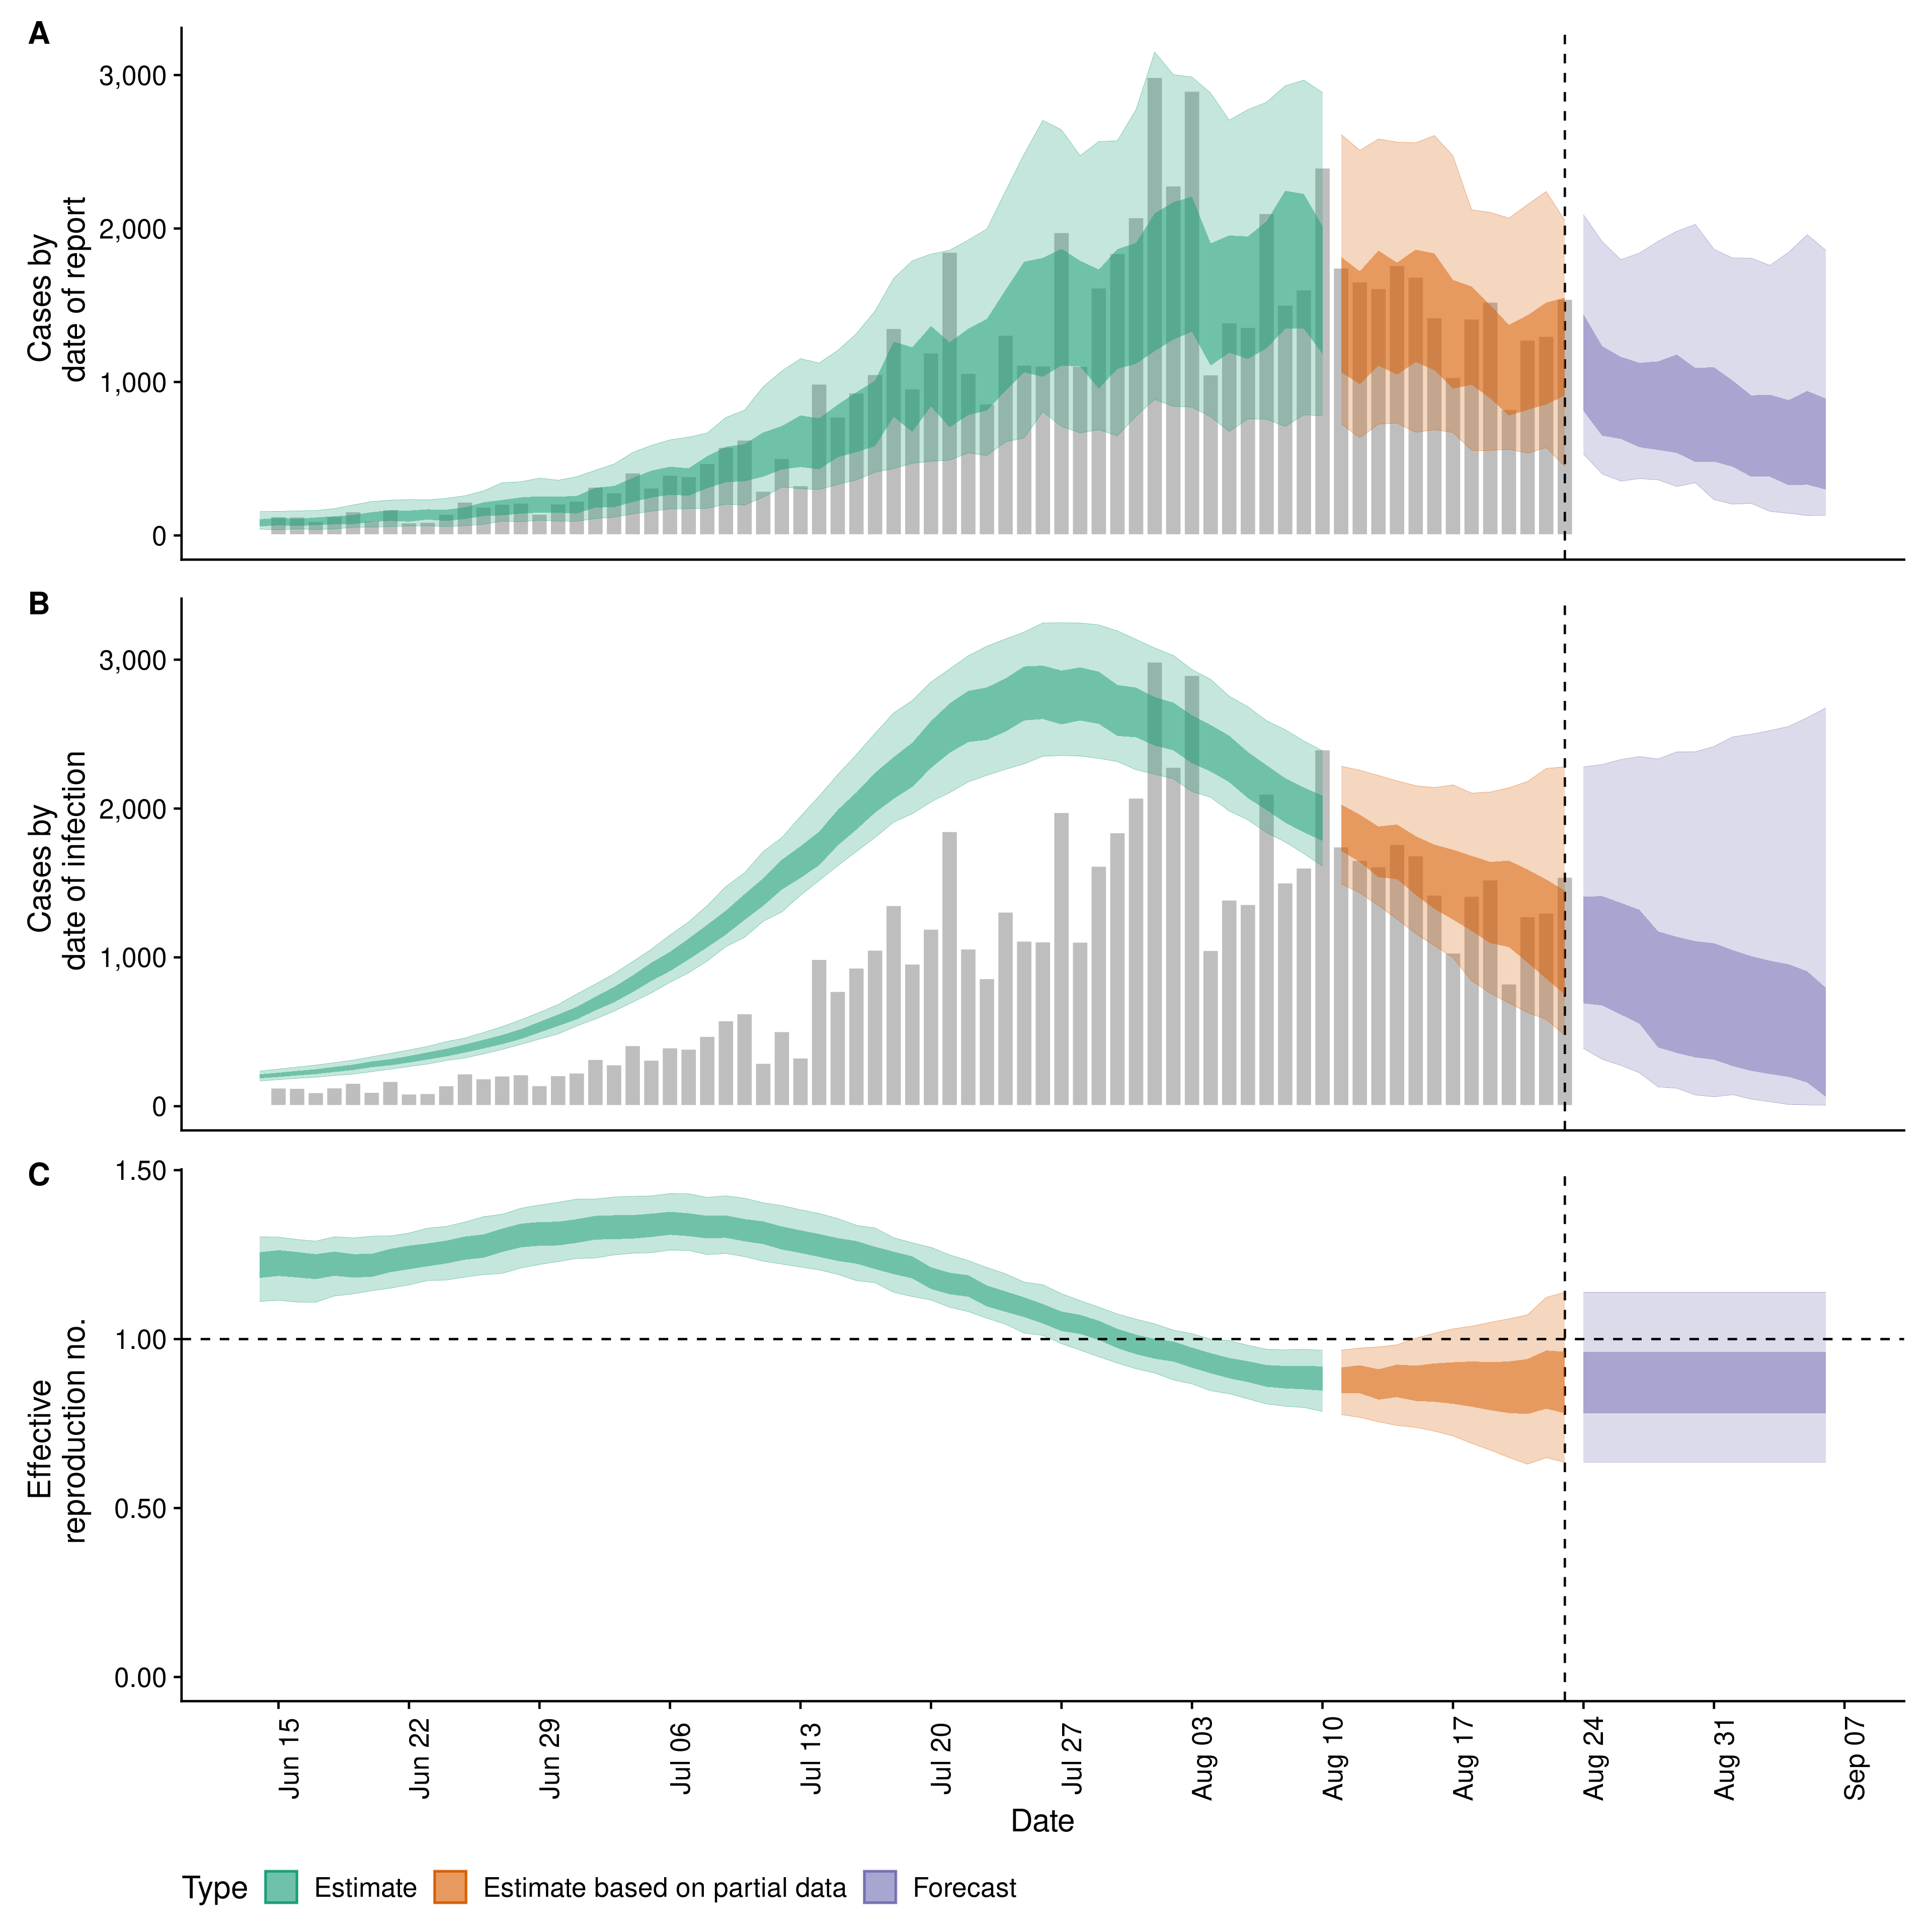 A
3,000
2,000
1,000
0
Cases by
date of report
B
3,000
2,000
1,000
0
Cases by
date of infection
C
1.50
1.00
0.50
0.00
Effective
reproduction no.
Jun 15
Jun 22
Jun 29
Jul 06
Jul 13
Jul 20
Jul 27
Aug 03
Aug 10
Aug 17
Aug 24
Aug 31
Sep 07
Date
Type Estimate Estimate based on partial data Forecast